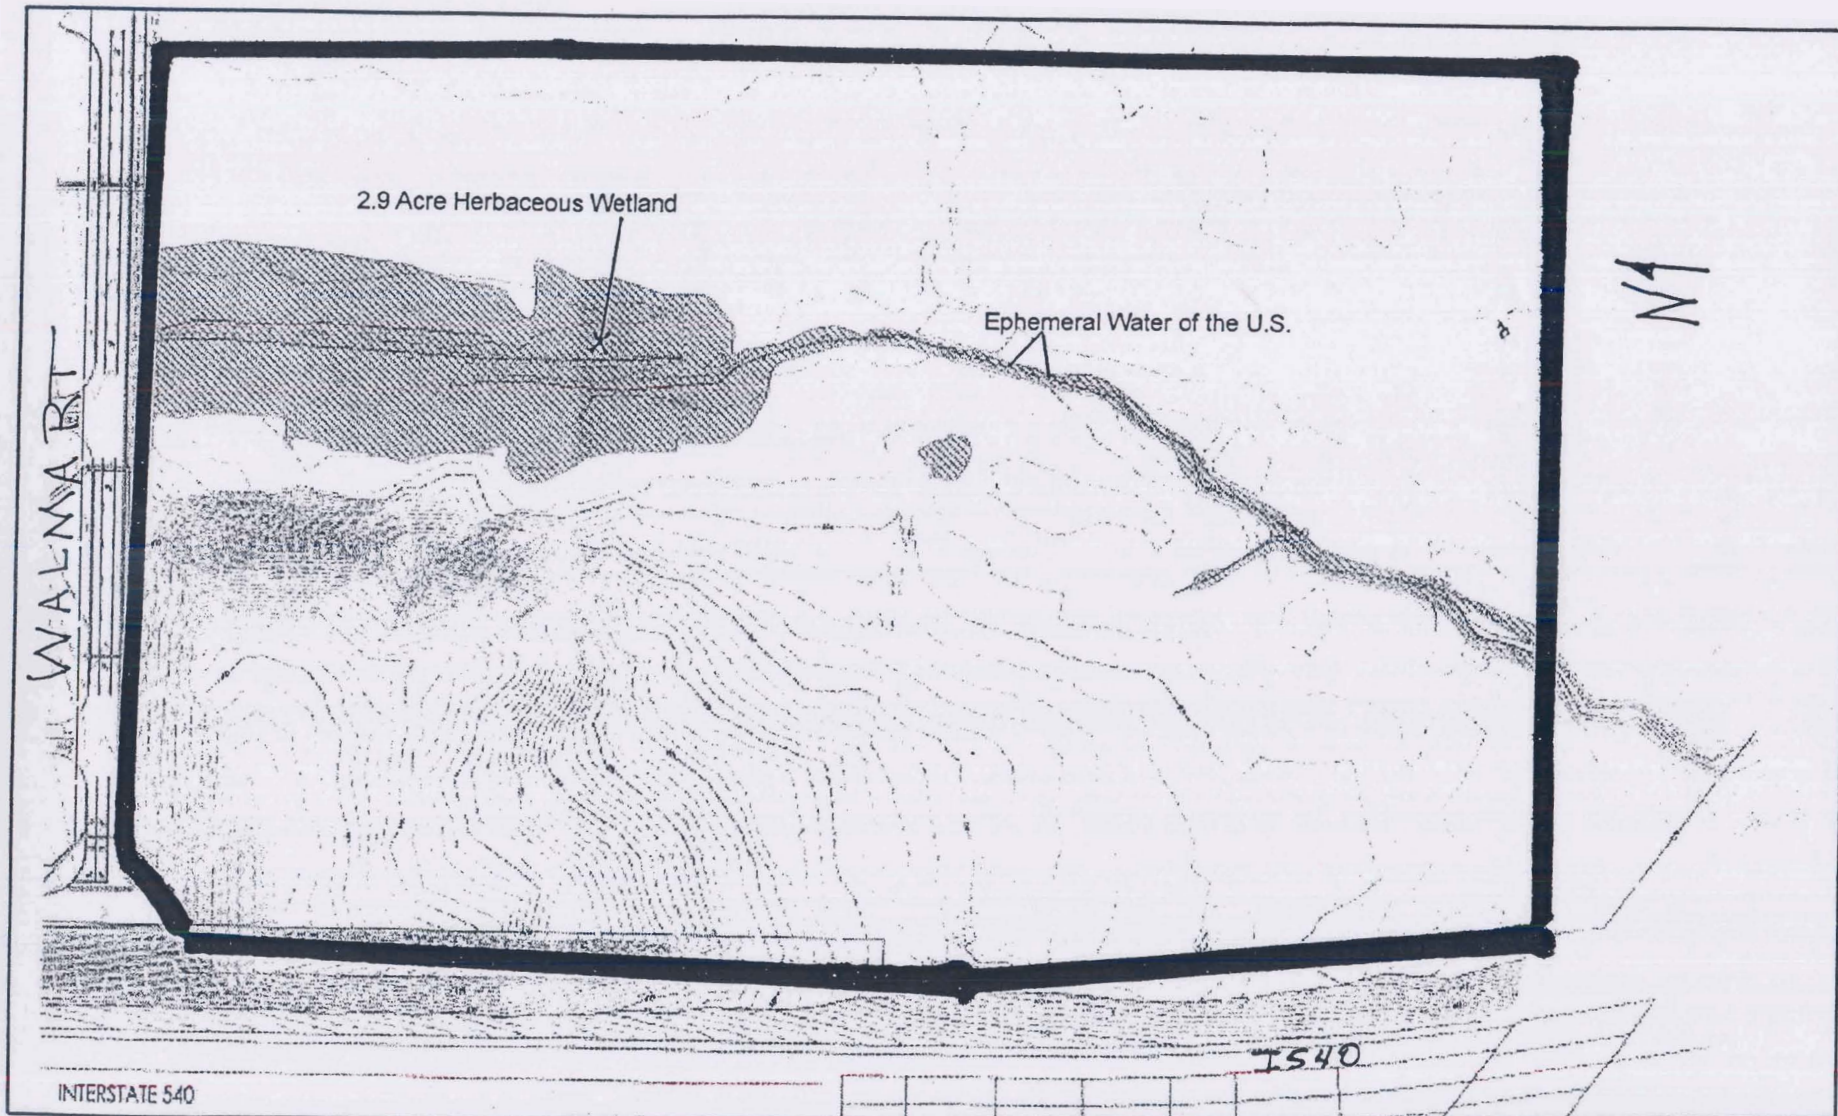 2.9 Acre Herbaceous Wetland
Ephemeral Water of the U.S.
N
WALMART
I540
INTERSTATE 540